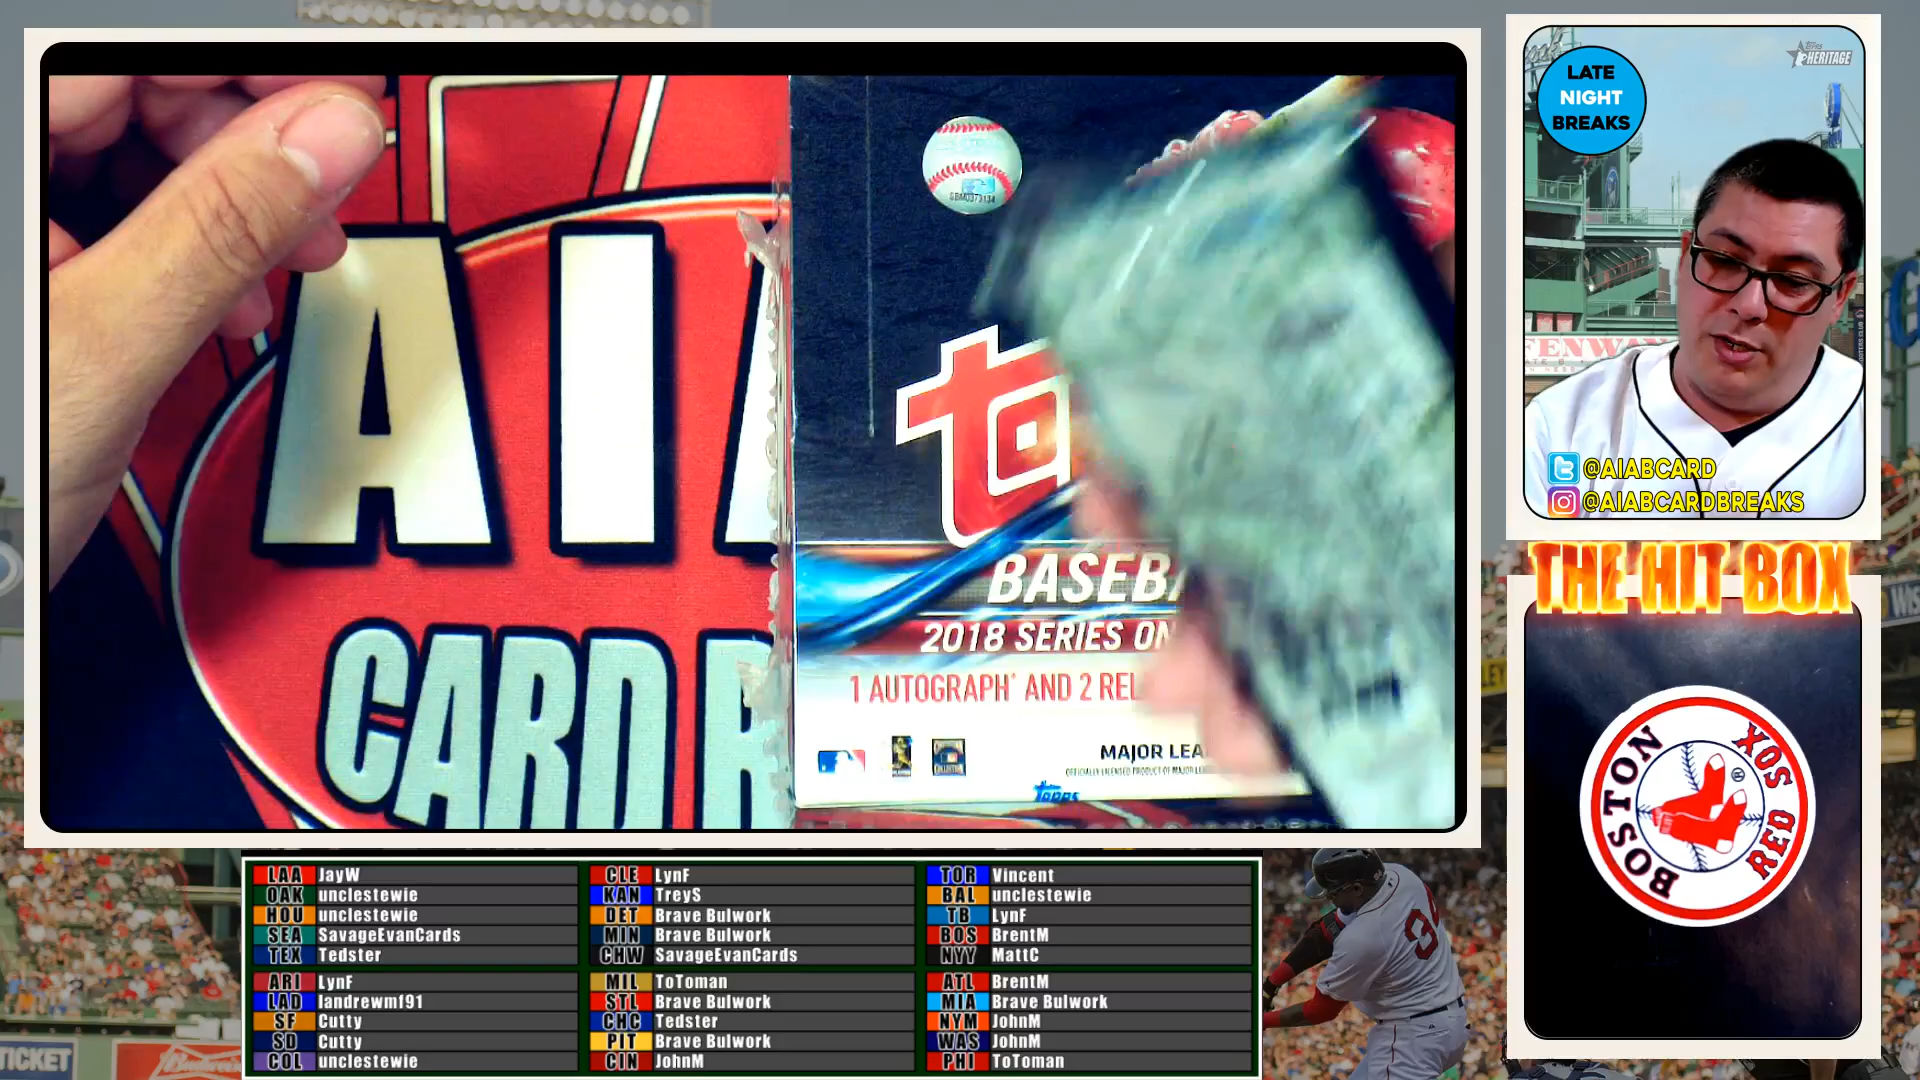 LATE
NIGHT
BREAKS
Topps
HERITAGE
@AIABCARD
@AIABCARDBREAKS
THE HIT BOX
BOSTON
RED SOX
®
AIA
CARD
BASEBA
2018 SERIES ON
1 AUTOGRAPH* AND 2 REL
MAJOR LEA
topps
FENWAY
34
TICKET
LAA JayW
OAK unclestewie
HOU unclestewie
SEA SavageEvanCards
TEX Tedster
ARI LynF
LAD landrewmf91
SF Cutty
SD Cutty
COL unclestewie
CLE LynF
KAN TreyS
DET Brave Bulwork
MIN Brave Bulwork
CHW SavageEvanCards
MIL ToToman
STL Brave Bulwork
CHC Tedster
PIT Brave Bulwork
CIN JohnM
TOR Vincent
BAL unclestewie
TB LynF
BOS BrentM
NYY MattC
ATL BrentM
MIA Brave Bulwork
NYM JohnM
WAS JohnM
PHI ToToman